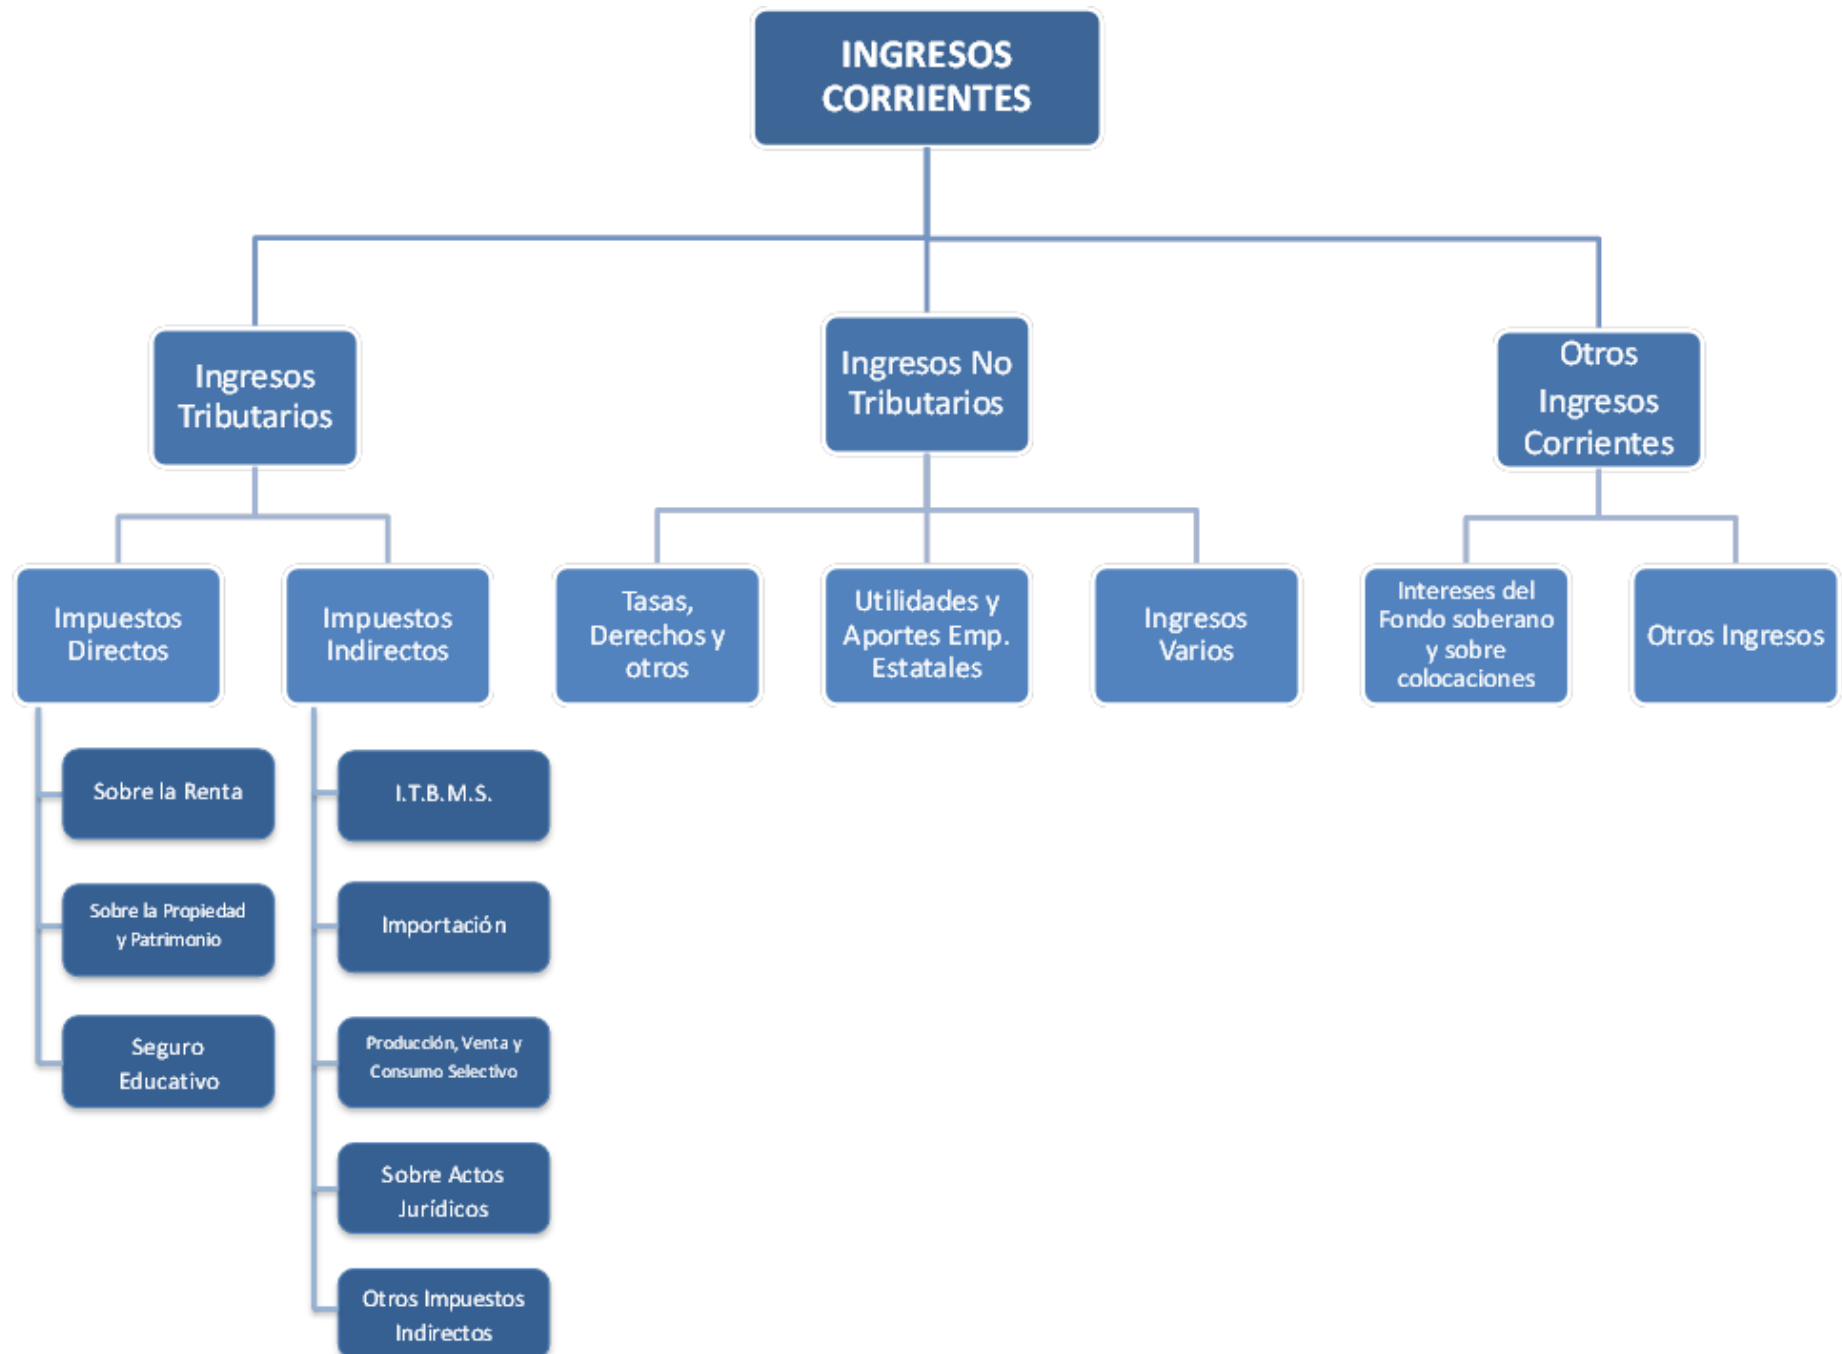 INGRESOS
CORRIENTES
Ingresos
Tributarios
Ingresos No
Tributarios
Otros
Ingresos
Corrientes
Impuestos
Directos
Impuestos
Indirectos
Tasas,
Derechos y
otros
Utilidades y
Aportes Emp.
Estatales
Ingresos
Varios
Intereses del
Fondo soberano
y sobre
colocaciones
Otros Ingresos
Sobre la Renta
Sobre la Propiedad
y Patrimonio
Seguro
Educativo
I.T.B.M.S.
Importación
Producción, Venta y
Consumo Selectivo
Sobre Actos
Jurídicos
Otros Impuestos
Indirectos